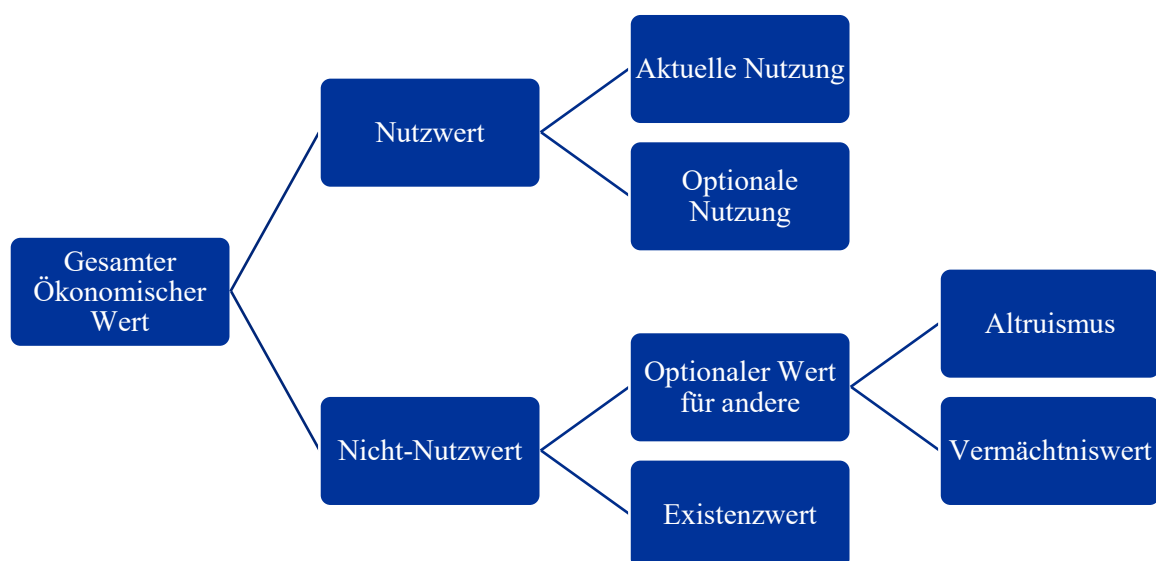 Aktuelle Nutzung
Nutzwert
Optionale
Nutzung
Gesamter
Ökonomischer
Wert
Altruismus
Optionaler Wert
für andere
Nicht-Nutzwert
Vermächtniswert
Existenzwert